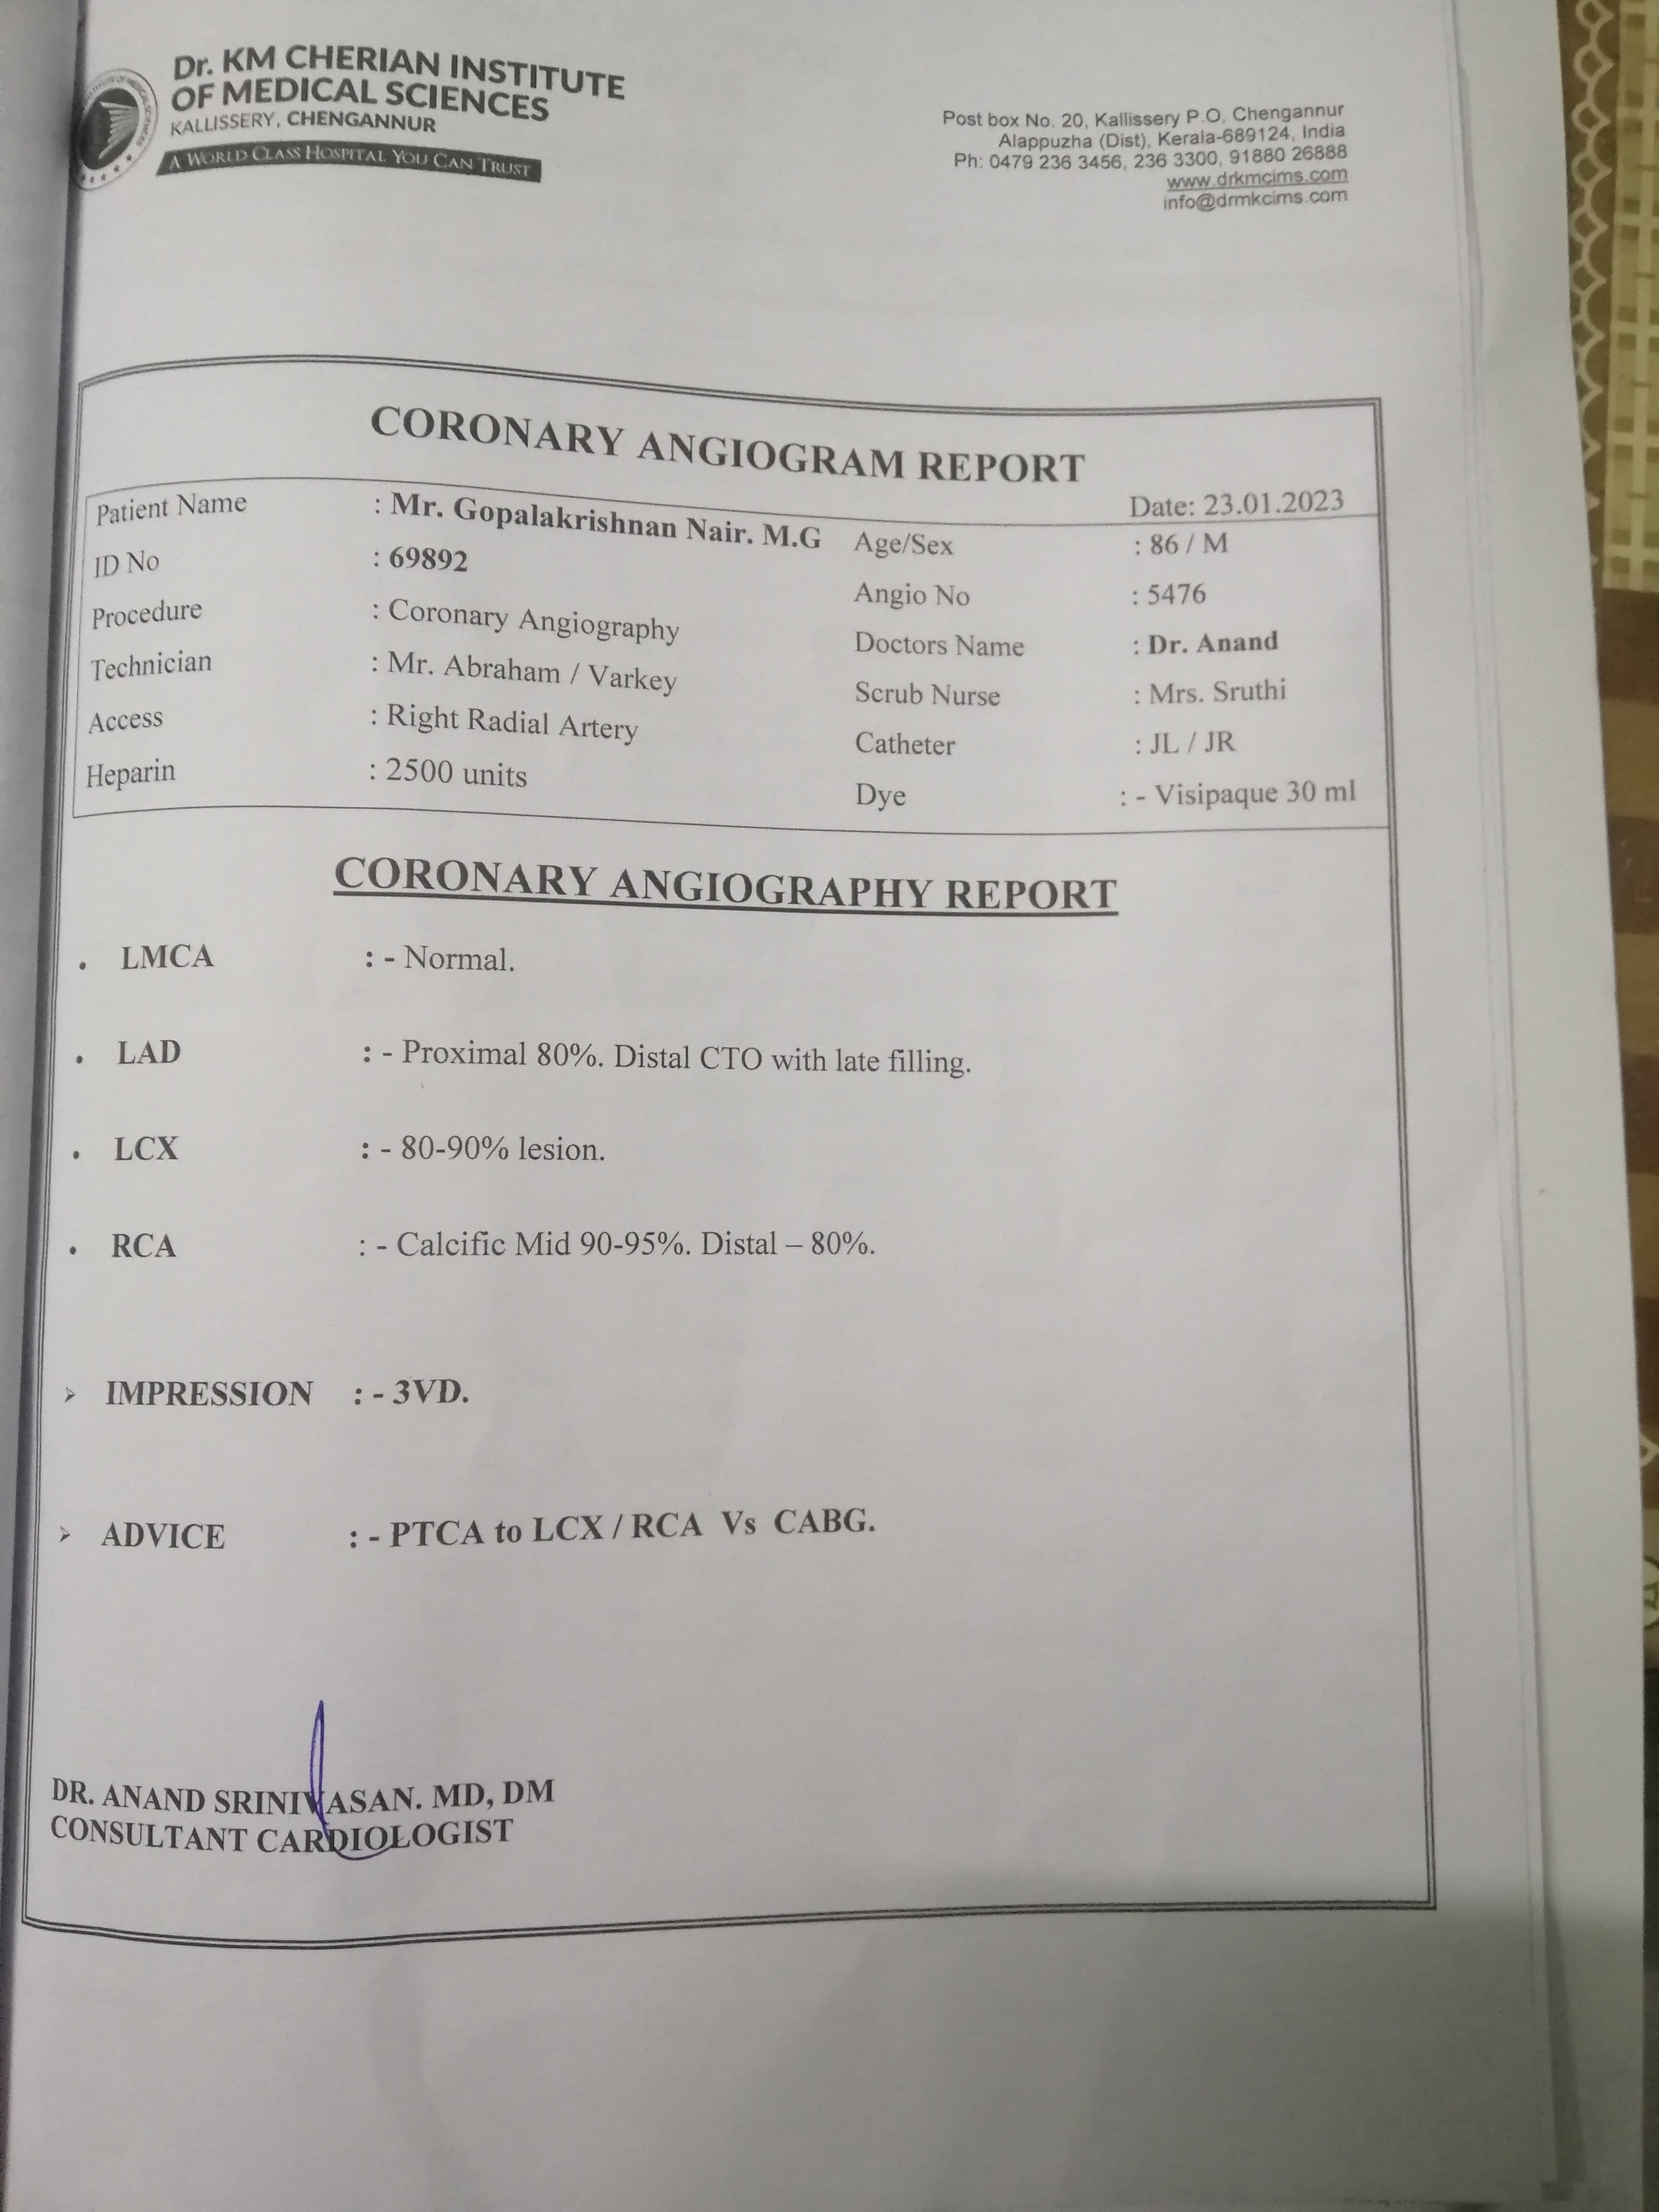 Dr. KM CHERIAN INSTITUTE
OF MEDICAL SCIENCES
KALLISSERY, CHENGANNUR
A WORLD CLASS HOSPITAL YOU CAN TRUST
Post box No. 20, Kallissery P.O, Chengannur
Alappuzha (Dist), Kerala-689124, India
Ph: 0479 236 3456, 236 3300, 91880 26888
www.drkmcims.com
info@drmkcims.com
CORONARY ANGIOGRAM REPORT
Date: 23.01.2023
Patient Name : Mr. Gopalakrishnan Nair. M.G Age/Sex : 86 / M
ID No : 69892 Angio No : 5476
Procedure : Coronary Angiography Doctors Name : Dr. Anand
Technician : Mr. Abraham / Varkey Scrub Nurse : Mrs. Sruthi
Access : Right Radial Artery Catheter : JL / JR
Heparin : 2500 units Dye : - Visipaque 30 ml
CORONARY ANGIOGRAPHY REPORT
• LMCA : - Normal.
• LAD : - Proximal 80%. Distal CTO with late filling.
• LCX : - 80-90% lesion.
• RCA : - Calcific Mid 90-95%. Distal – 80%.
➢ IMPRESSION : - 3VD.
➢ ADVICE : - PTCA to LCX / RCA Vs CABG.
DR. ANAND SRINIVASAN. MD, DM
CONSULTANT CARDIOLOGIST